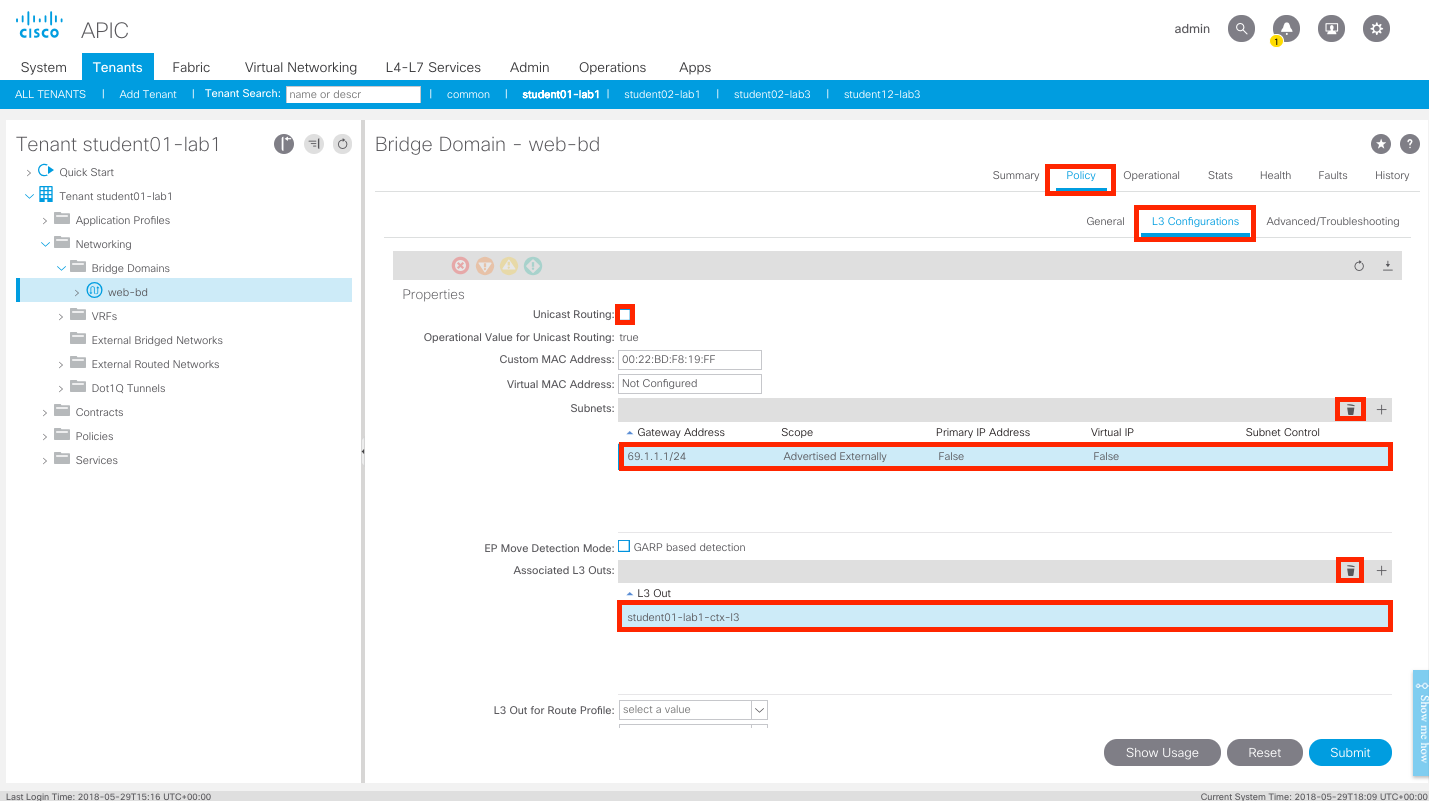 cisco APIC
admin
1
System Tenants Fabric Virtual Networking L4-L7 Services Admin Operations Apps
ALL TENANTS | Add Tenant | Tenant Search: name or descr | common | student01-lab1 | student02-lab1 | student02-lab3 | student12-lab3
Tenant student01-lab1
Quick Start
Tenant student01-lab1
Application Profiles
Networking
Bridge Domains
web-bd
VRFs
External Bridged Networks
External Routed Networks
Dot1Q Tunnels
Contracts
Policies
Services
Bridge Domain - web-bd
?
Summary Policy Operational Stats Health Faults History
General L3 Configurations Advanced/Troubleshooting
Properties
Unicast Routing:
Operational Value for Unicast Routing: true
Custom MAC Address: 00:22:BD:F8:19:FF
Virtual MAC Address: Not Configured
Subnets:
Gateway Address Scope Primary IP Address Virtual IP Subnet Control
69.1.1.1/24 Advertised Externally False False
EP Move Detection Mode: GARP based detection
Associated L3 Outs:
L3 Out
student01-lab1-ctx-l3
L3 Out for Route Profile: select a value
Show me how
Show Usage Reset Submit
Last Login Time: 2018-05-29T15:16 UTC+00:00
Current System Time: 2018-05-29T18:09 UTC+00:00